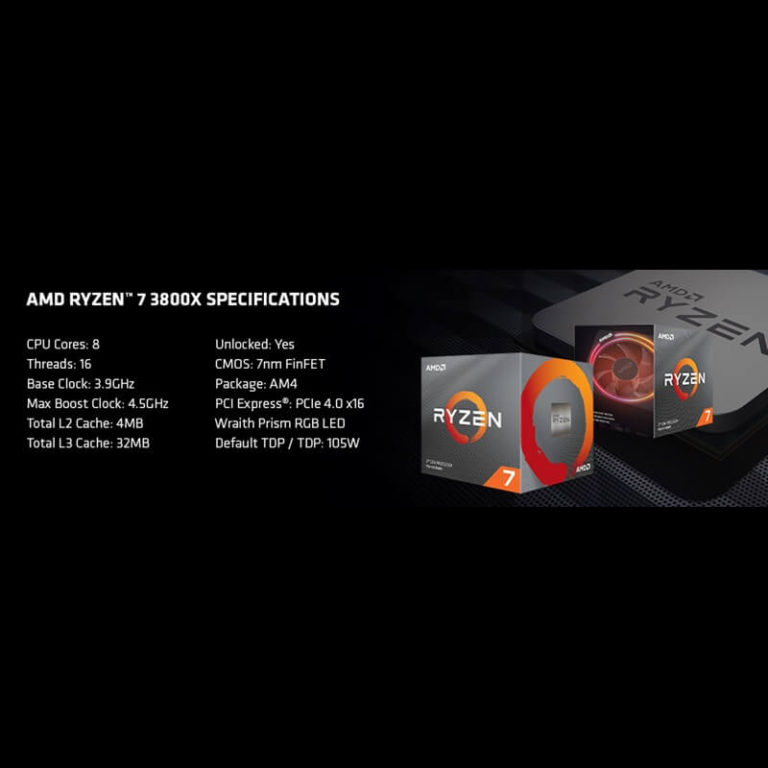 AMD RYZEN™ 7 3800X SPECIFICATIONS
CPU Cores: 8
Threads: 16
Base Clock: 3.9GHz
Max Boost Clock: 4.5GHz
Total L2 Cache: 4MB
Total L3 Cache: 32MB
Unlocked: Yes
CMOS: 7nm FinFET
Package: AM4
PCI Express®: PCIe 4.0 x16
Wraith Prism RGB LED
Default TDP / TDP: 105W
AMD
RYZEN
7
RYZEN
AMD
AMD
RYZEN
7
AMD
RYZEN